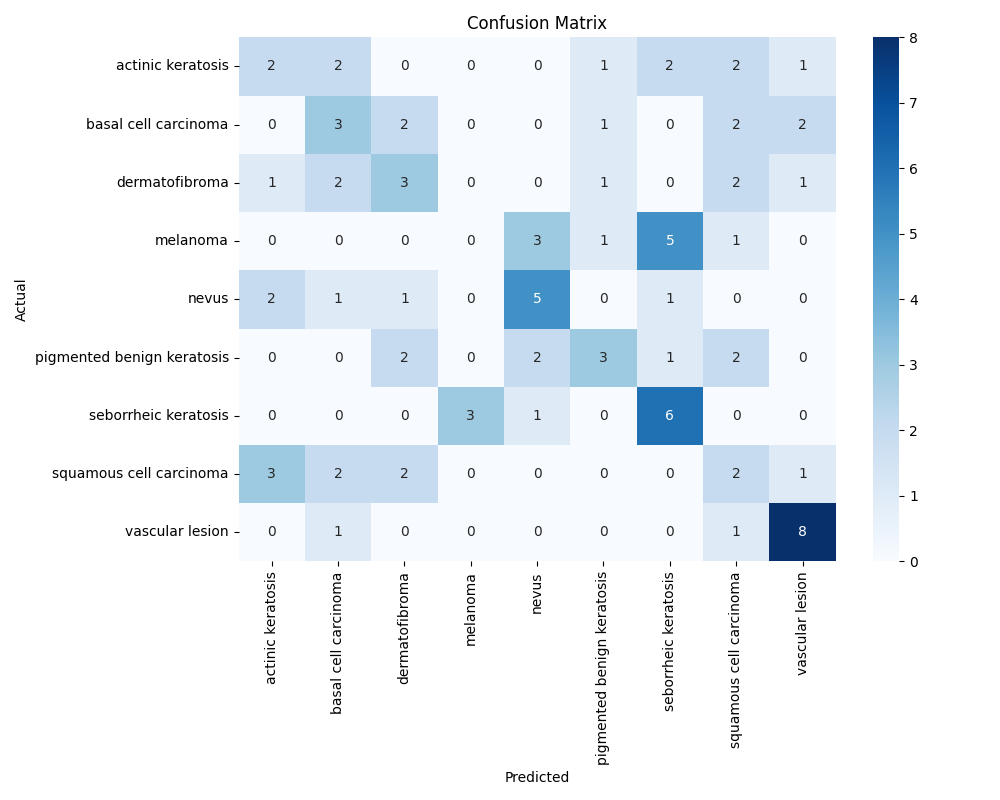 Confusion Matrix
Actual
actinic keratosis 2 2 0 0 0 1 2 2 1
basal cell carcinoma 0 3 2 0 0 1 0 2 2
dermatofibroma 1 2 3 0 0 1 0 2 1
melanoma 0 0 0 0 3 1 5 1 0
nevus 2 1 1 0 5 0 1 0 0
pigmented benign keratosis 0 0 2 0 2 3 1 2 0
seborrheic keratosis 0 0 0 3 1 0 6 0 0
squamous cell carcinoma 3 2 2 0 0 0 0 2 1
vascular lesion 0 1 0 0 0 0 0 1 8
actinic keratosis
basal cell carcinoma
dermatofibroma
melanoma
nevus
pigmented benign keratosis
seborrheic keratosis
squamous cell carcinoma
vascular lesion
Predicted
8
7
6
5
4
3
2
1
0